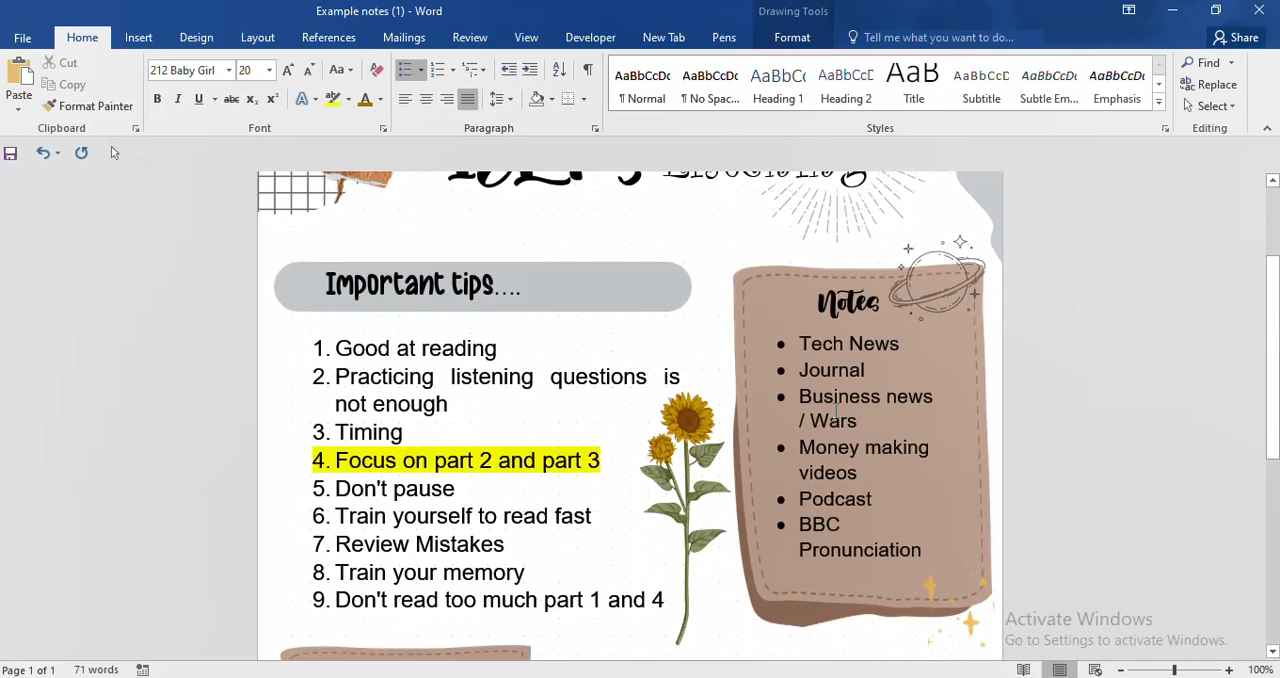 Example notes (1) - Word
Drawing Tools
File Home Insert Design Layout References Mailings Review View Developer New Tab Pens Format Tell me what you want to do... Share
Paste
Cut
Copy
Format Painter
Clipboard
212 Baby Girl 20
Aa
B I U abc X₂ X²
Font
Paragraph
AaBbCcDc AaBbCcDc AaBbC AaBbCcD AaB AaBbCcD AaBbCcDc AaBbCcDc
¶ Normal ¶ No Spac... Heading 1 Heading 2 Title Subtitle Subtle Em... Emphasis
Styles
Find
Replace
Select
Editing
Important tips....
1. Good at reading
2. Practicing listening questions is
not enough
3. Timing
4. Focus on part 2 and part 3
5. Don't pause
6. Train yourself to read fast
7. Review Mistakes
8. Train your memory
9. Don't read too much part 1 and 4
Notes
• Tech News
• Journal
• Business news
/ Wars
• Money making
videos
• Podcast
• BBC
Pronunciation
Activate Windows
Go to Settings to activate Windows.
Page 1 of 1 71 words
100%